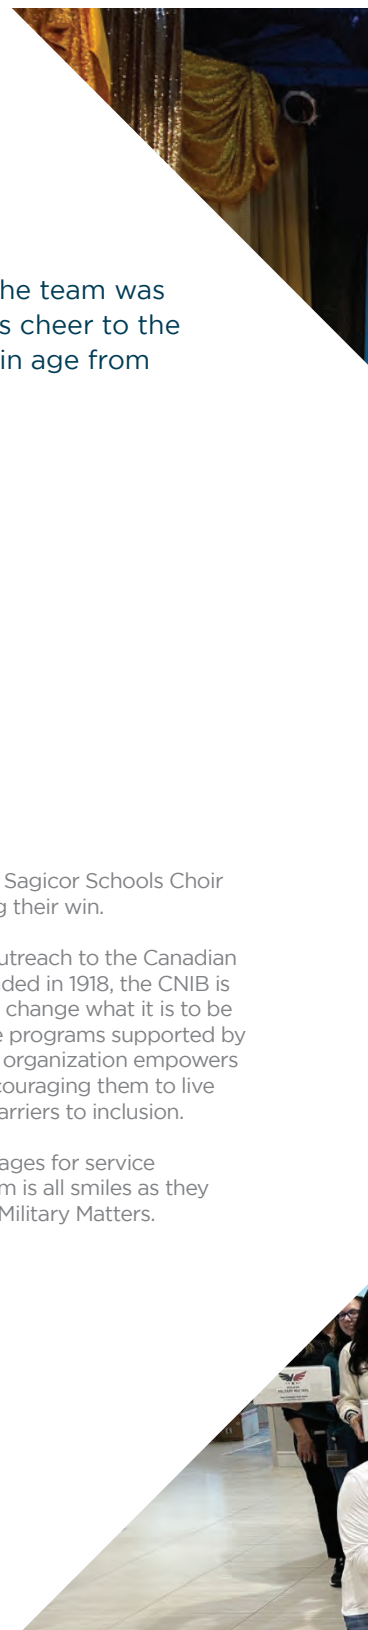 he team was
s cheer to the
in age from
Sagicor Schools Choir
g their win.
utreach to the Canadian
ded in 1918, the CNIB is
change what it is to be
e programs supported by
organization empowers
couraging them to live
arriers to inclusion.
ages for service
m is all smiles as they
Military Matters.
MILITARY MATTERS